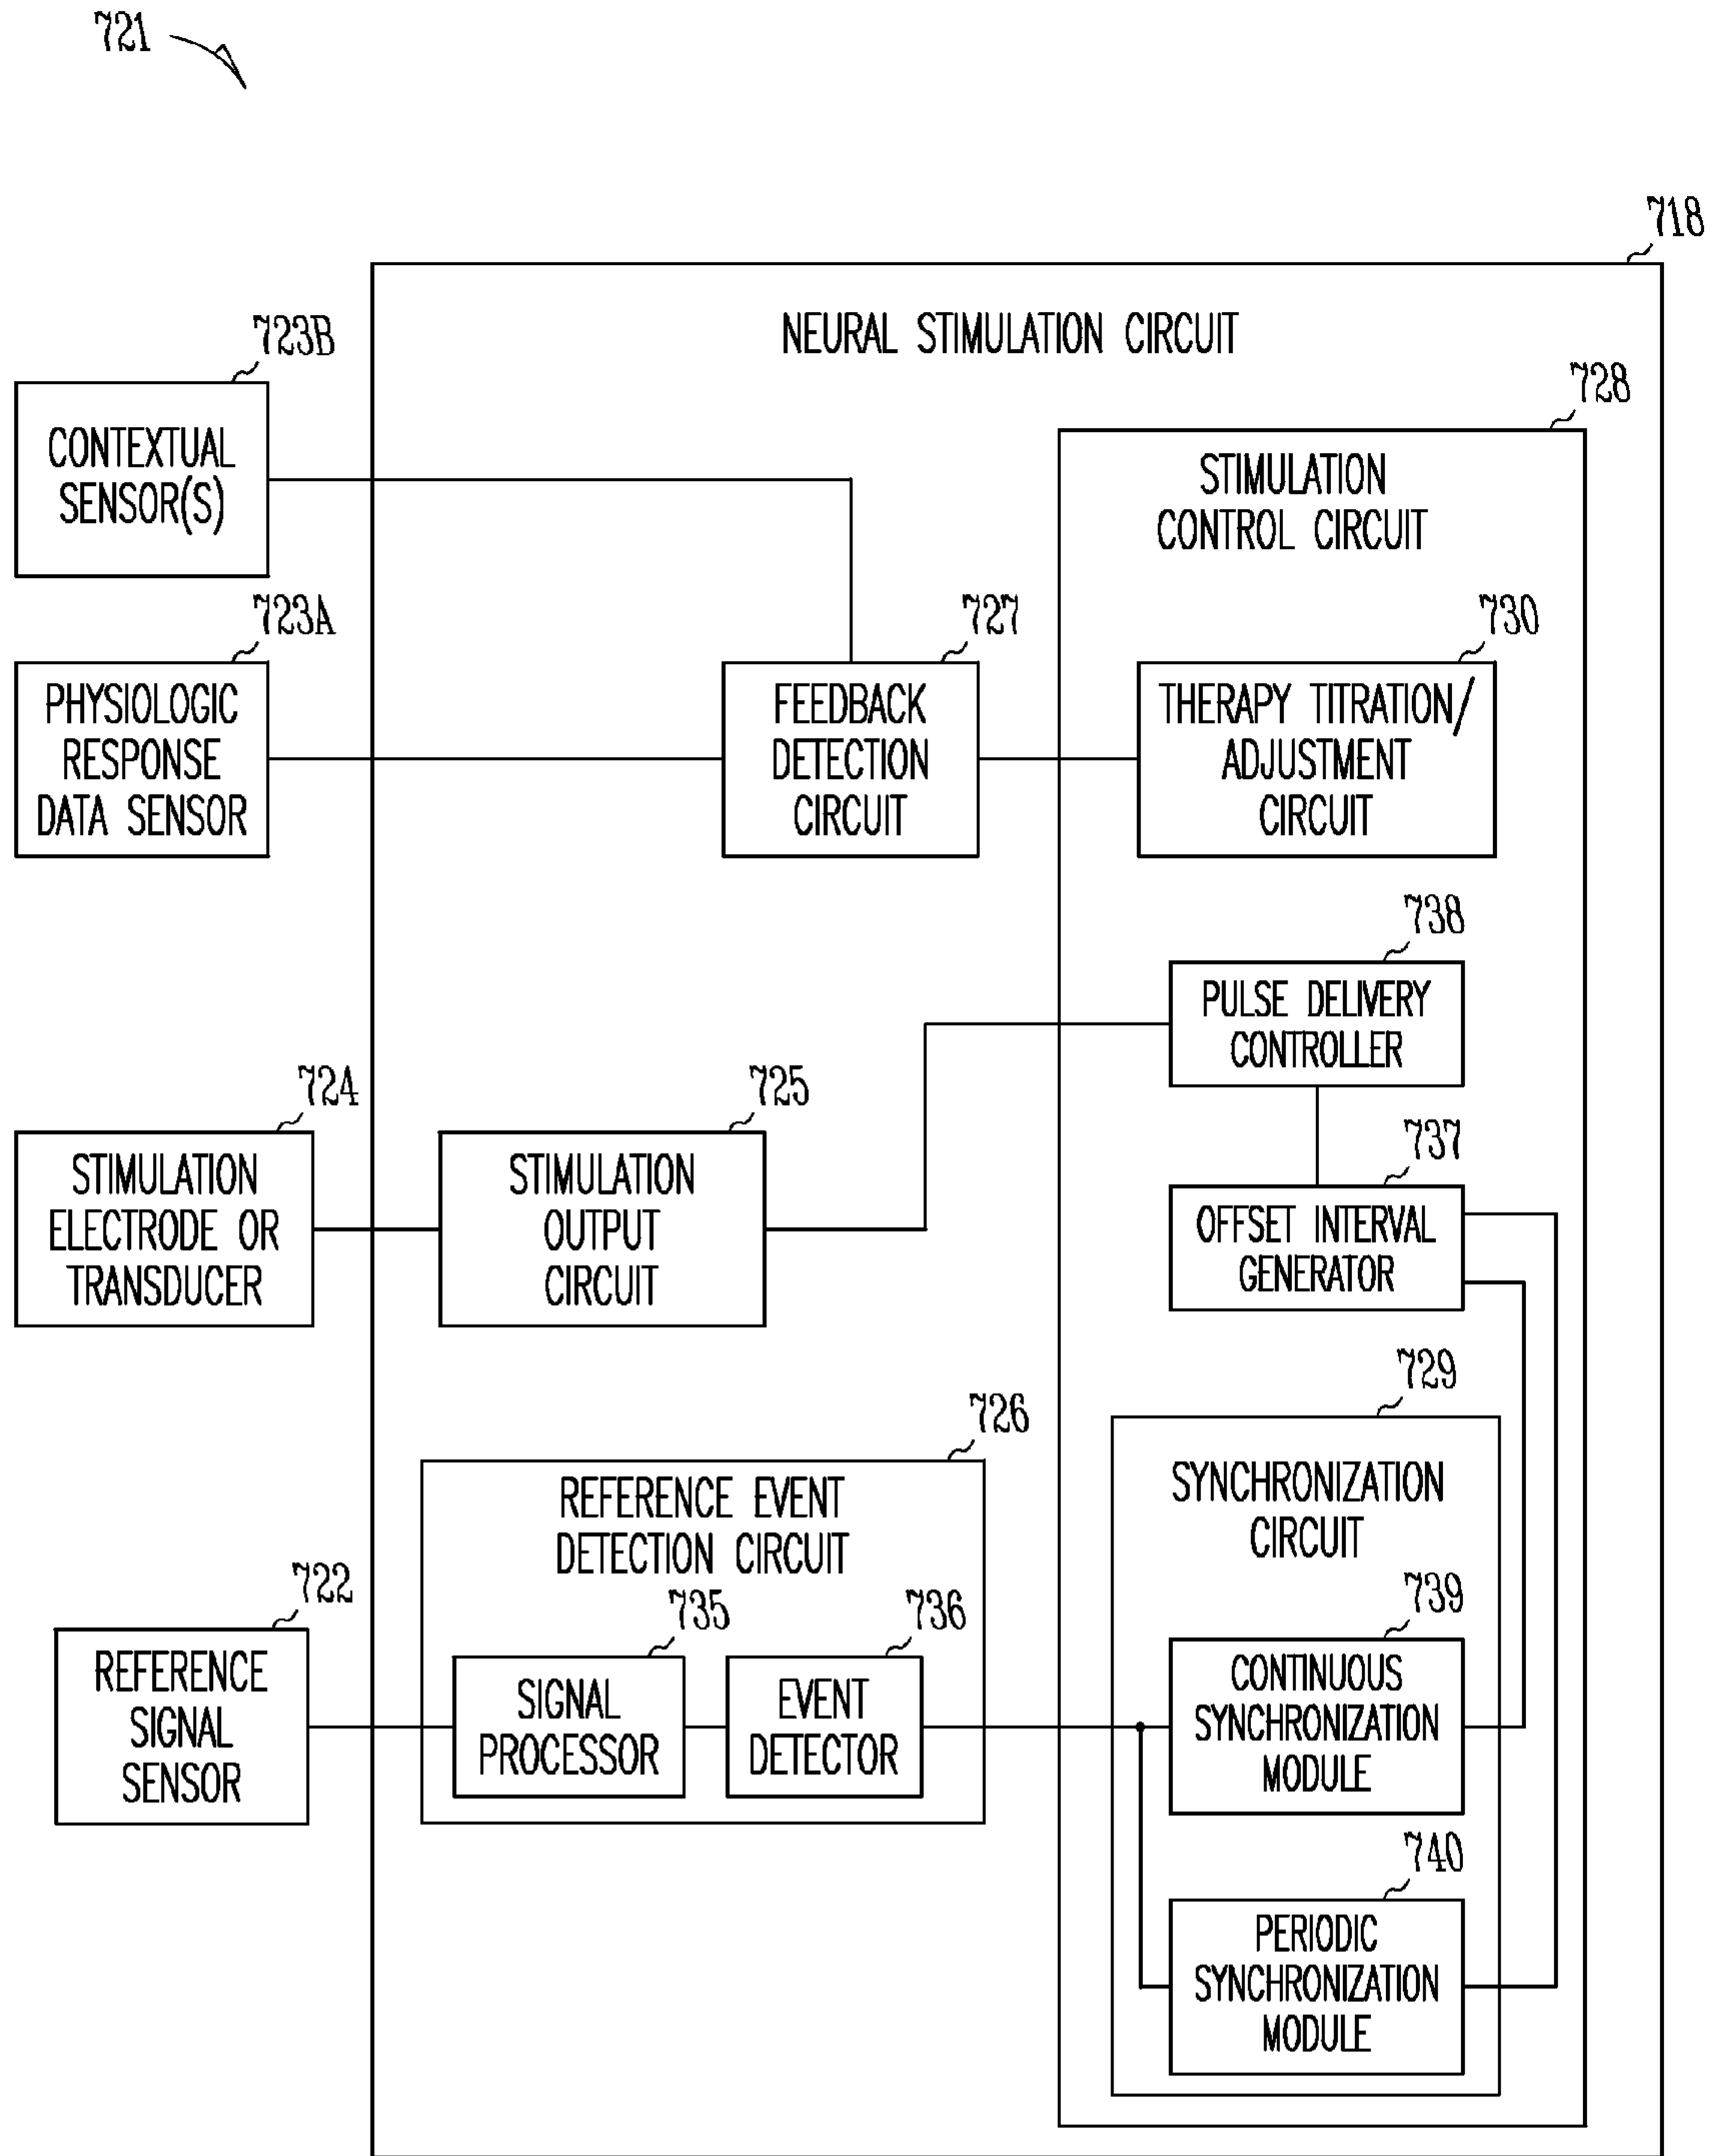 721
718
NEURAL STIMULATION CIRCUIT
723B
CONTEXTUAL
SENSOR(S)
728
STIMULATION
CONTROL CIRCUIT
723A
PHYSIOLOGIC
RESPONSE
DATA SENSOR
727
FEEDBACK
DETECTION
CIRCUIT
730
THERAPY TITRATION/
ADJUSTMENT
CIRCUIT
738
PULSE DELIVERY
CONTROLLER
724
STIMULATION
ELECTRODE OR
TRANSDUCER
725
STIMULATION
OUTPUT
CIRCUIT
737
OFFSET INTERVAL
GENERATOR
729
SYNCHRONIZATION
CIRCUIT
726
REFERENCE EVENT
DETECTION CIRCUIT
722
REFERENCE
SIGNAL
SENSOR
735
SIGNAL
PROCESSOR
736
EVENT
DETECTOR
739
CONTINUOUS
SYNCHRONIZATION
MODULE
740
PERIODIC
SYNCHRONIZATION
MODULE